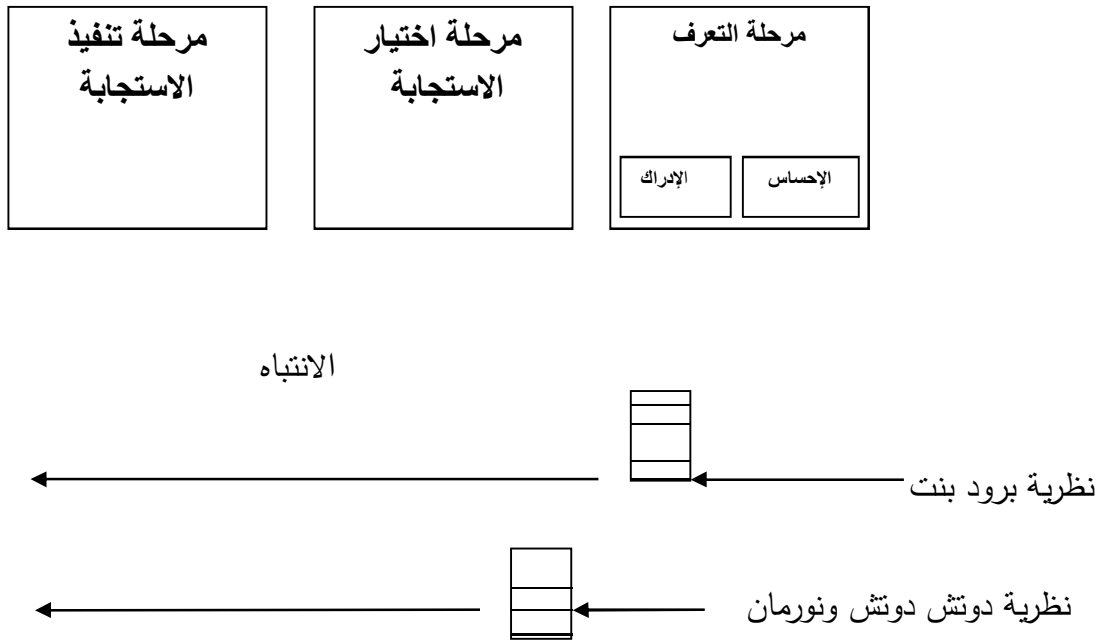 مرحلة التعرف
الإحساس
الإدراك
مرحلة اختيار
الاستجابة
مرحلة تنفيذ
الاستجابة
الانتباه
نظرية برود بنت
نظرية دوتش دوتش ونورمان